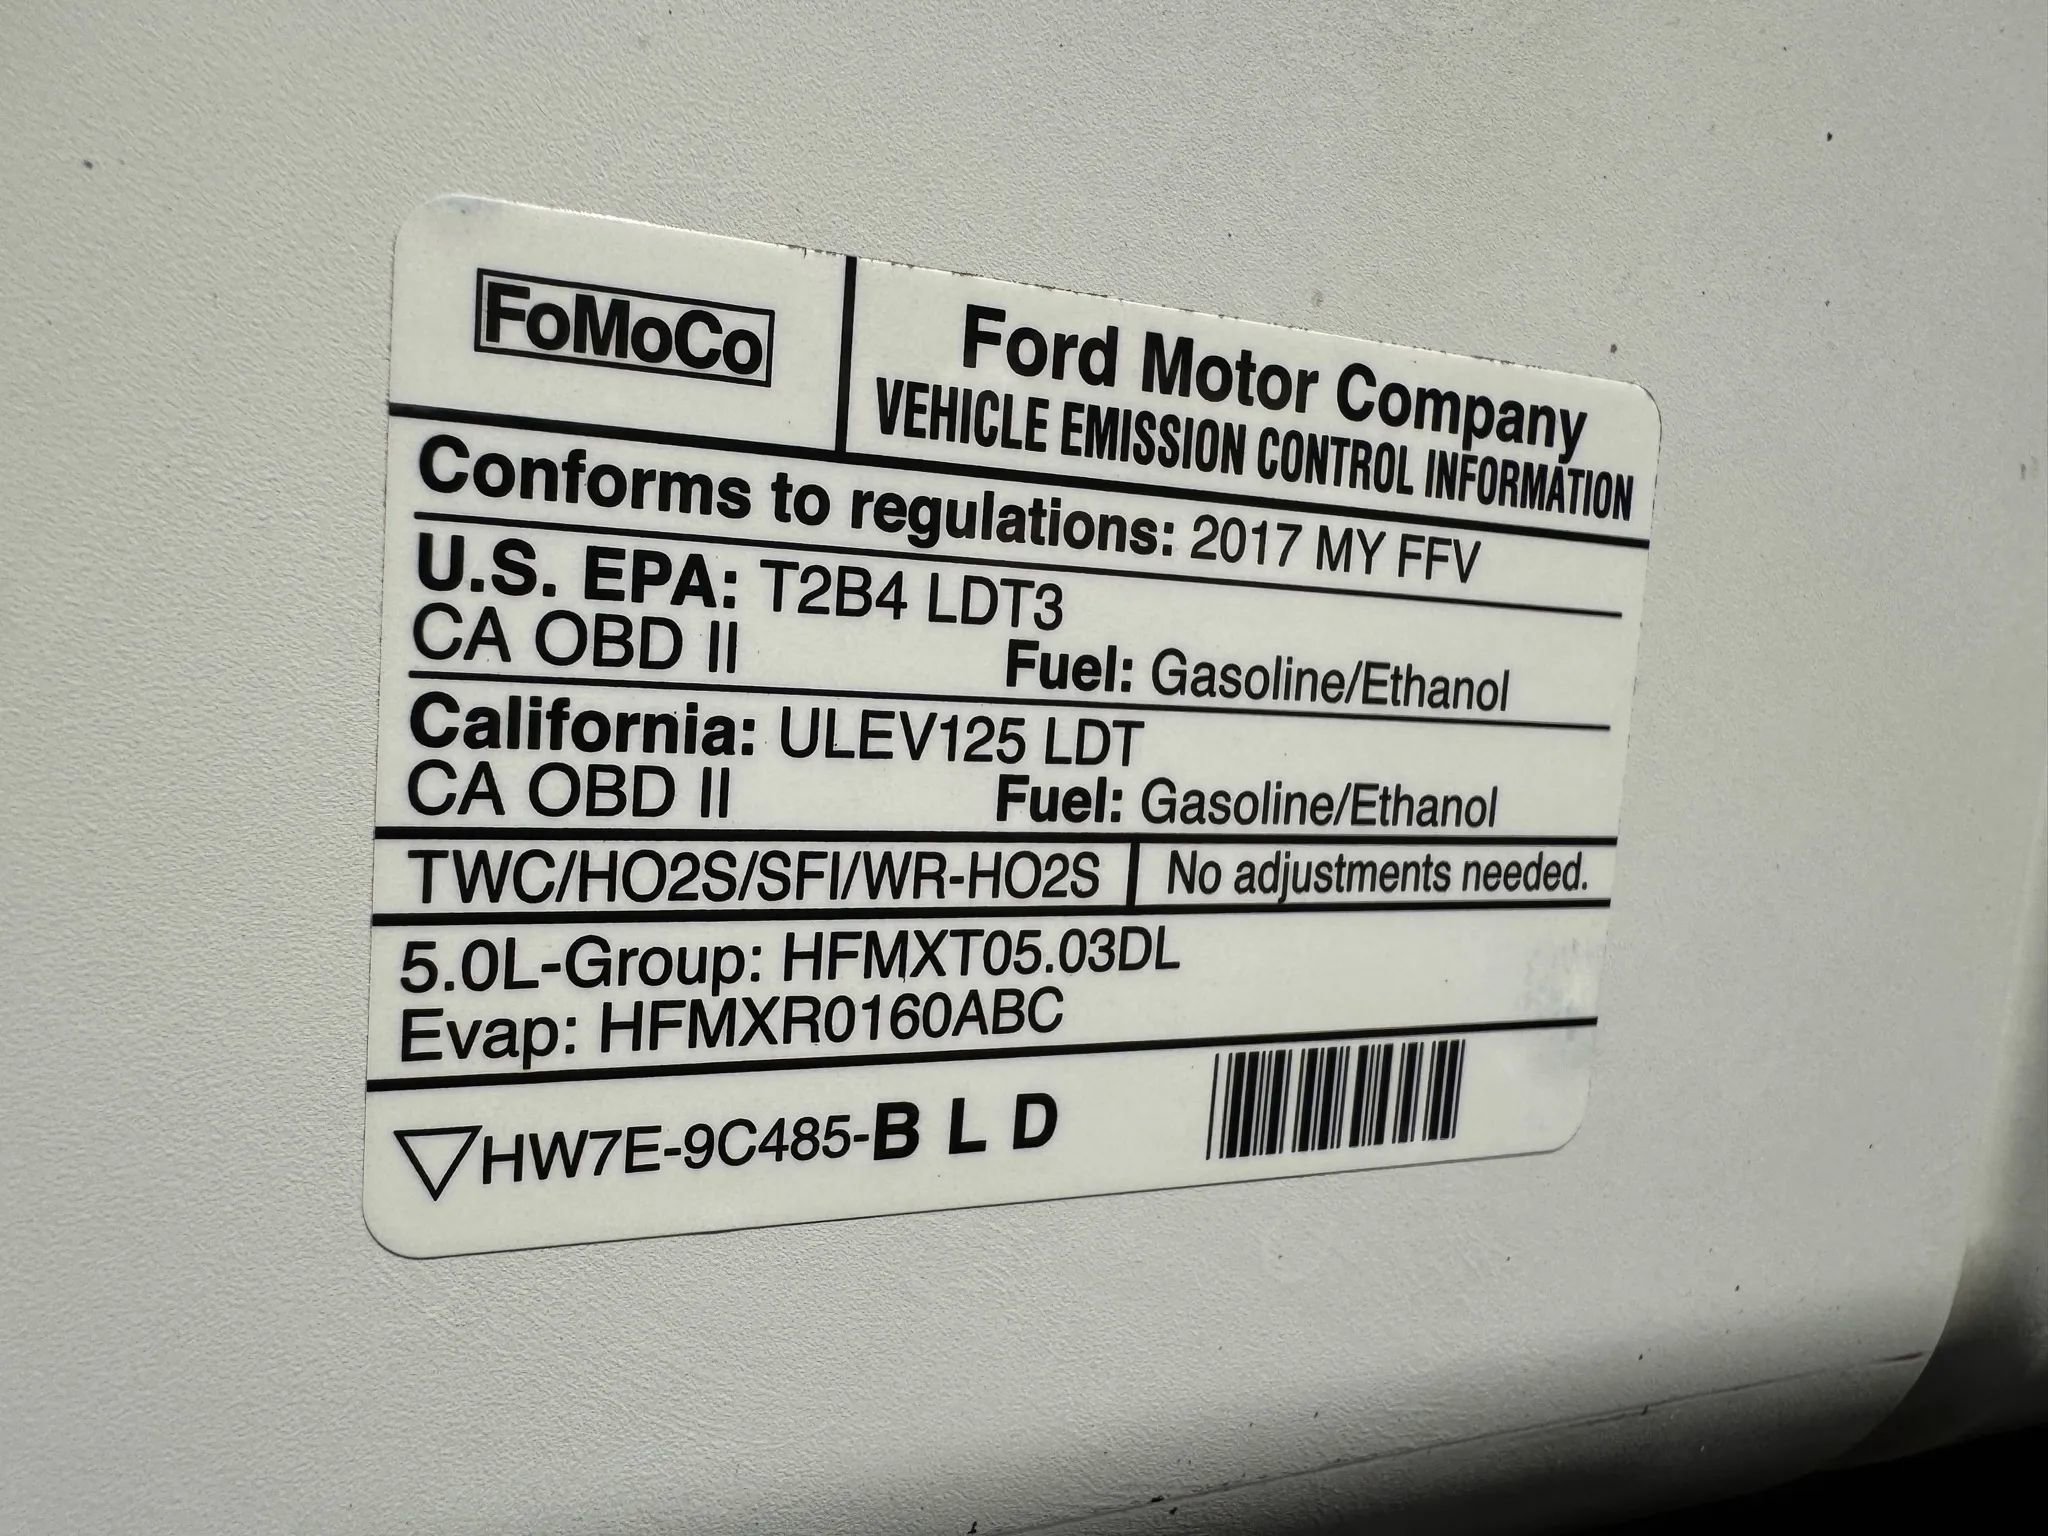 FoMoCo
Ford Motor Company
VEHICLE EMISSION CONTROL INFORMATION
Conforms to regulations: 2017 MY FFV
U.S. EPA: T2B4 LDT3
CA OBD II Fuel: Gasoline/Ethanol
California: ULEV125 LDT
CA OBD II Fuel: Gasoline/Ethanol
TWC/HO2S/SFI/WR-HO2S No adjustments needed.
5.0L-Group: HFMXT05.03DL
Evap: HFMXR0160ABC
HW7E-9C485-B L D